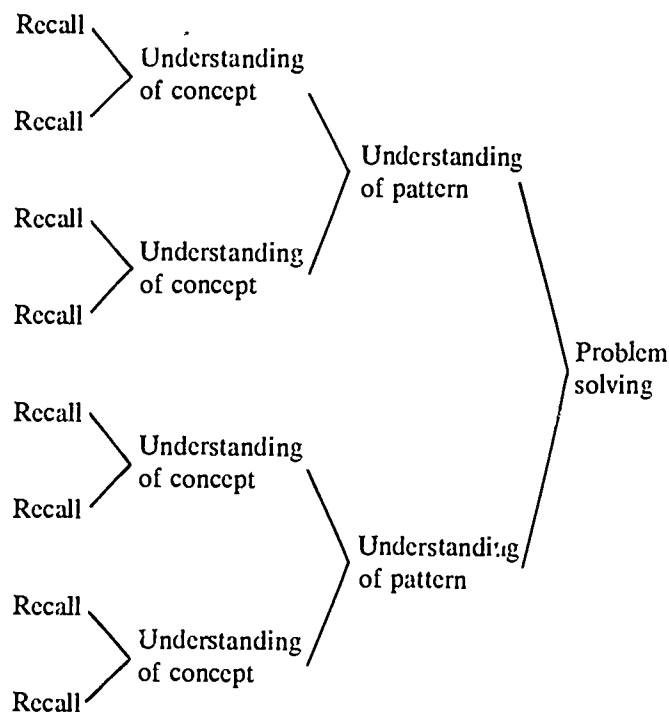 Recall
Understanding
of concept
Recall
Understanding
of pattern
Recall
Understanding
of concept
Recall
Problem
solving
Recall
Understanding
of concept
Recall
Understanding
of pattern
Recall
Understanding
of concept
Recall